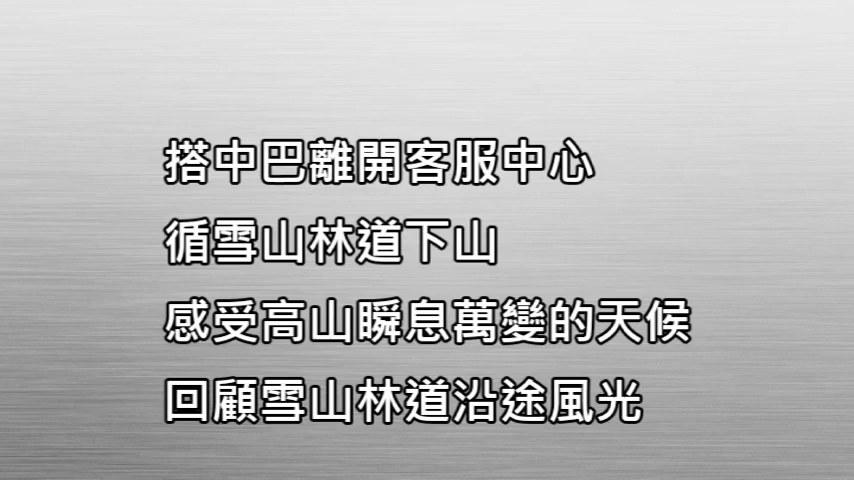 搭中巴離開客服中心
循雪山林道下山
感受高山瞬息萬變的天候
回顧雪山林道沿途風光